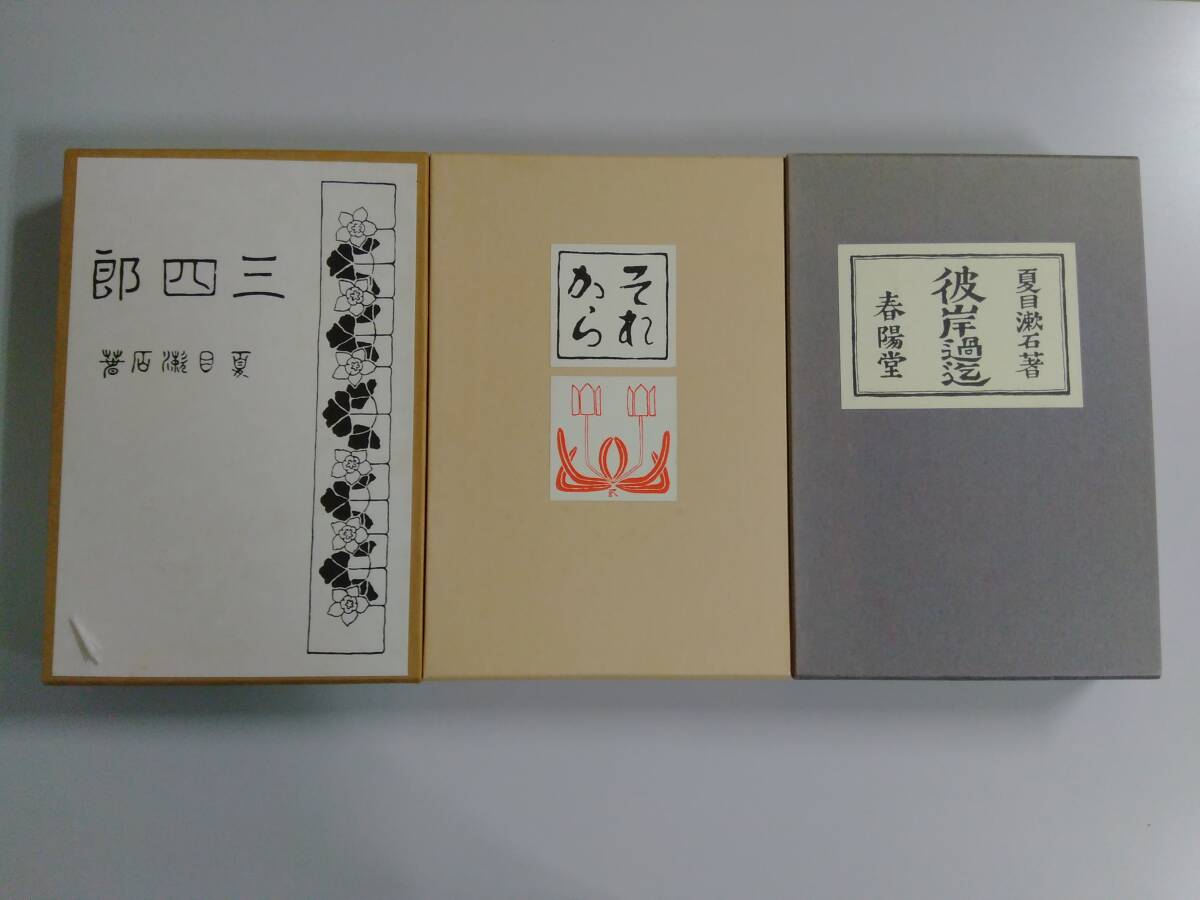 三四郎
夏目漱石著
それ
から
夏目漱石著
彼岸過迄
春陽堂